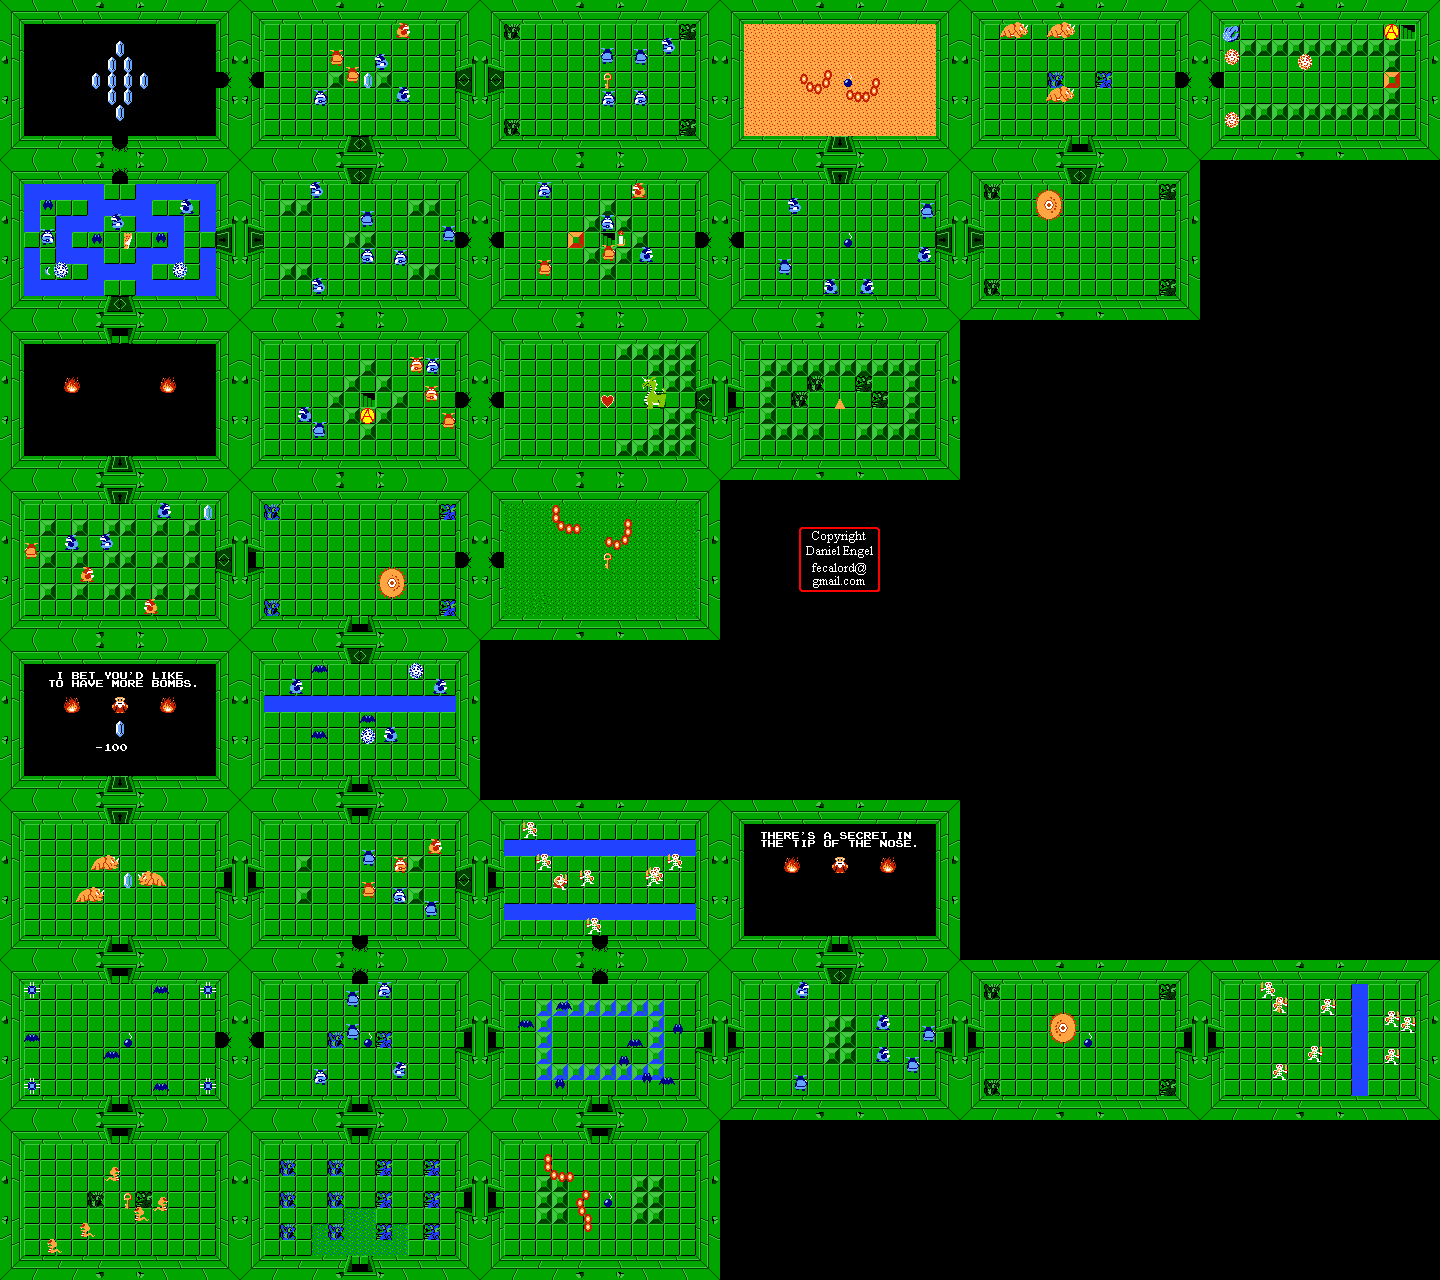 Copyright
Daniel Engel
fecalord@
gmail.com
I BET YOU'D LIKE
TO HAVE MORE BOMBS.
-100
THERE'S A SECRET IN
THE TIP OF THE NOSE.